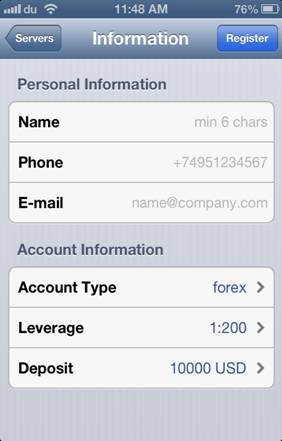 du 11:48 AM 76%
Servers Information Register
Personal Information
Name min 6 chars
Phone +74951234567
E-mail name@company.com
Account Information
Account Type forex
Leverage 1:200
Deposit 10000 USD